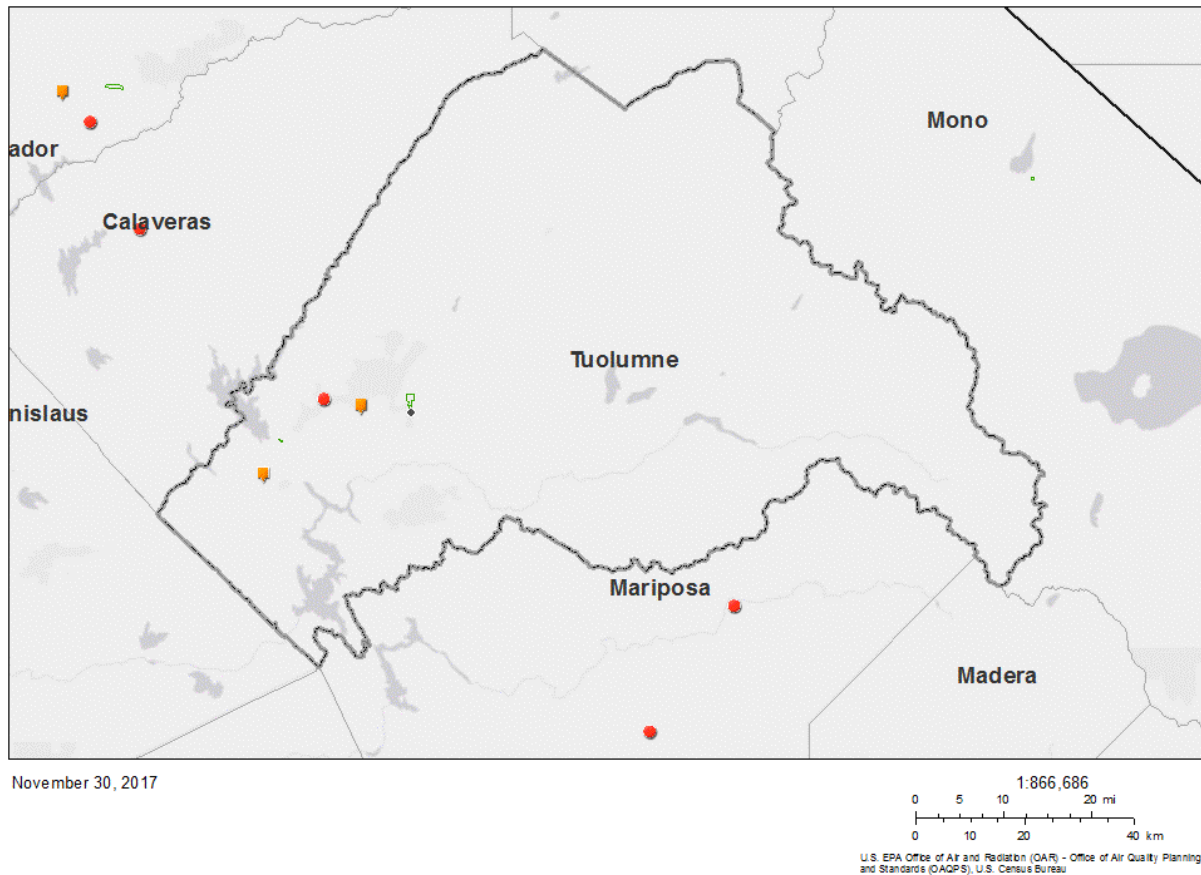 Mono
ador
Calaveras
Tuolumne
nislaus
Mariposa
Madera
November 30, 2017
1:866,686
0 5 10 20 mi
0 10 20 40 km
U.S. EPA Office of Air and Radiation (OAR) - Office of Air Quality Planning
and Standards (OAQPS), U.S. Census Bureau